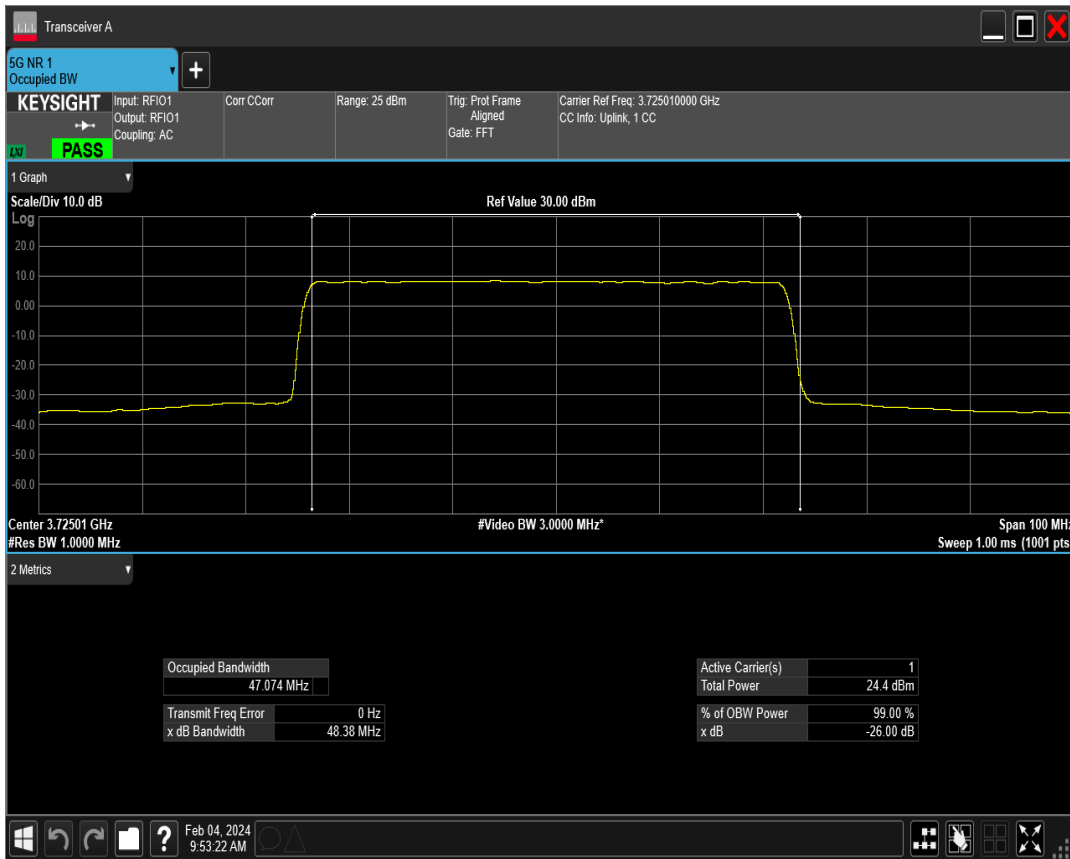 Transceiver A
5G NR 1
Occupied BW
KEYSIGHT
LXI
PASS
Input: RFIO1
Output: RFIO1
Coupling: AC
Corr CCorr
Range: 25 dBm
Trig: Prot Frame
Aligned
Gate: FFT
Carrier Ref Freq: 3.725010000 GHz
CC Info: Uplink, 1 CC
1 Graph
Scale/Div 10.0 dB
Ref Value 30.00 dBm
Log
20.0
10.0
0.00
-10.0
-20.0
-30.0
-40.0
-50.0
-60.0
Center 3.72501 GHz
#Video BW 3.0000 MHz*
Span 100 MHz
#Res BW 1.0000 MHz
Sweep 1.00 ms (1001 pts
2 Metrics
Occupied Bandwidth
47.074 MHz
Transmit Freq Error 0 Hz
x dB Bandwidth 48.38 MHz
Active Carrier(s) 1
Total Power 24.4 dBm
% of OBW Power 99.00 %
x dB -26.00 dB
?
Feb 04, 2024
9:53:22 AM